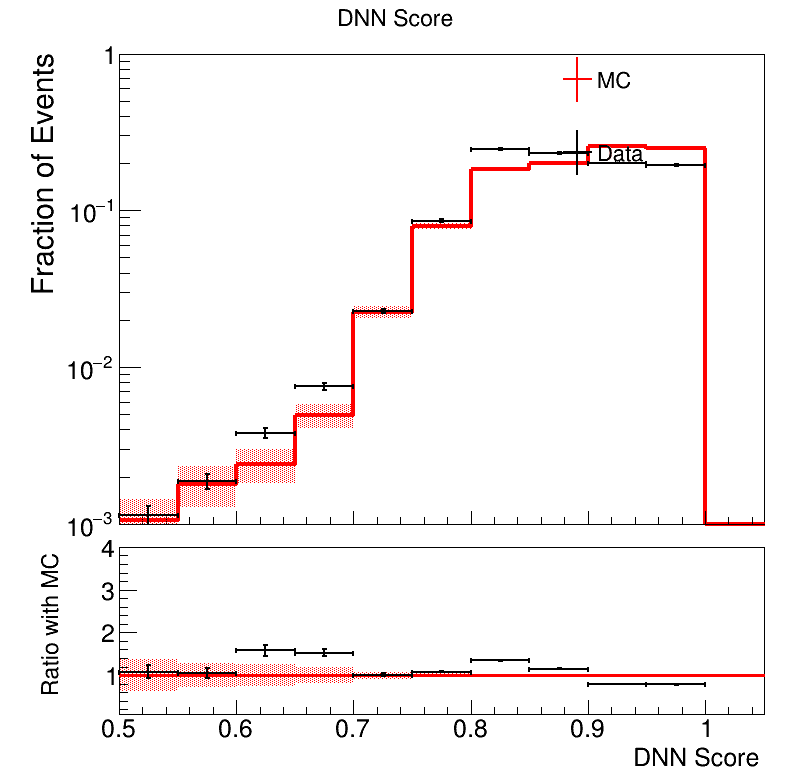 DNN Score
Fraction of Events
1
10⁻¹
10⁻²
10⁻³
MC
Data
Ratio with MC
4
3
2
1
0.5 0.6 0.7 0.8 0.9 1
DNN Score